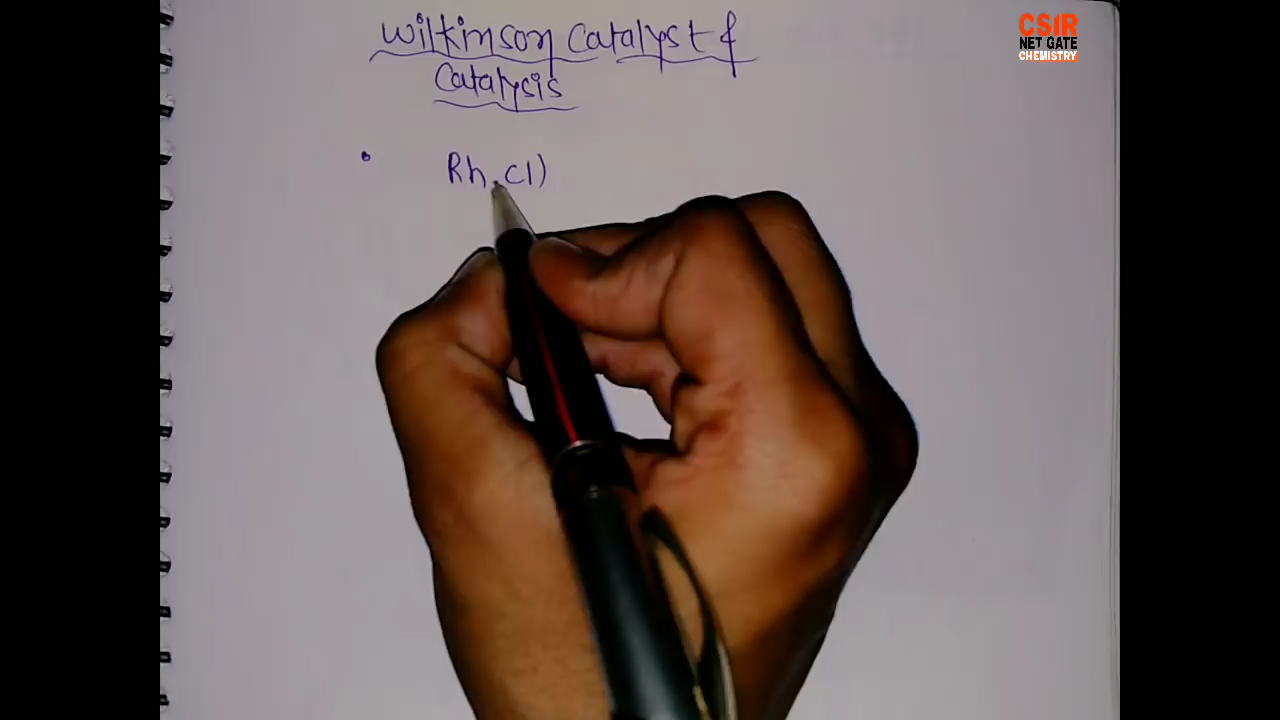 Wilkinson Catalyst &
Catalysis
CSIR
NET GATE
CHEMISTRY
• Rh Cl)